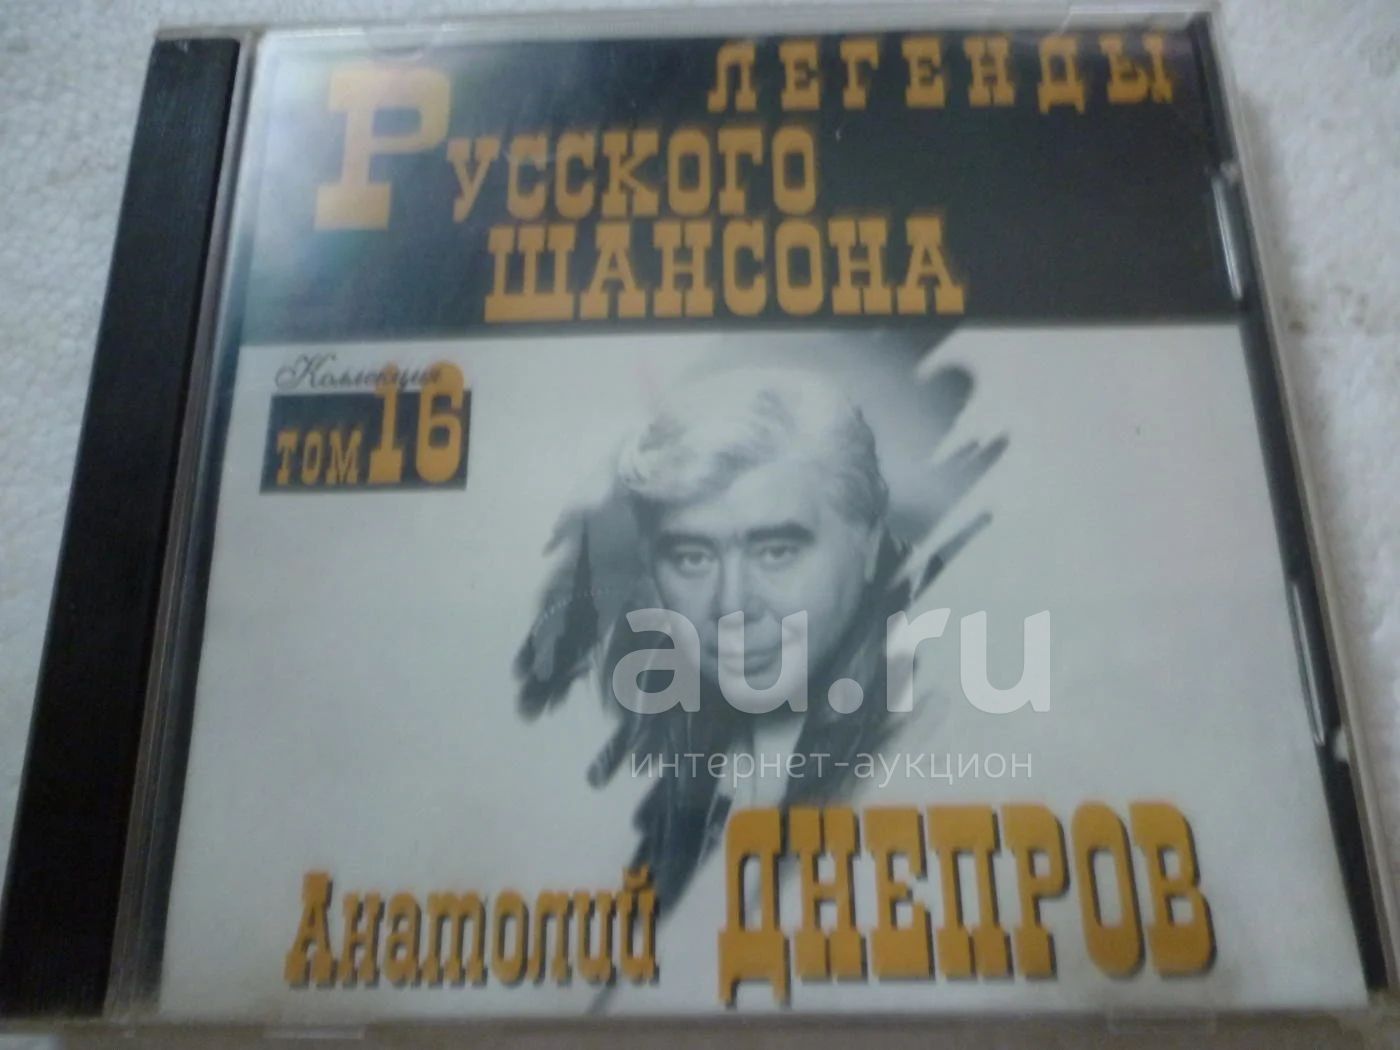 ЛЕГЕНДЫ
РУССКОГО
ШАНСОНА
Коллекция
ТОМ 16
au.ru
интернет-аукцион
Анатолий ДНЕПРОВ